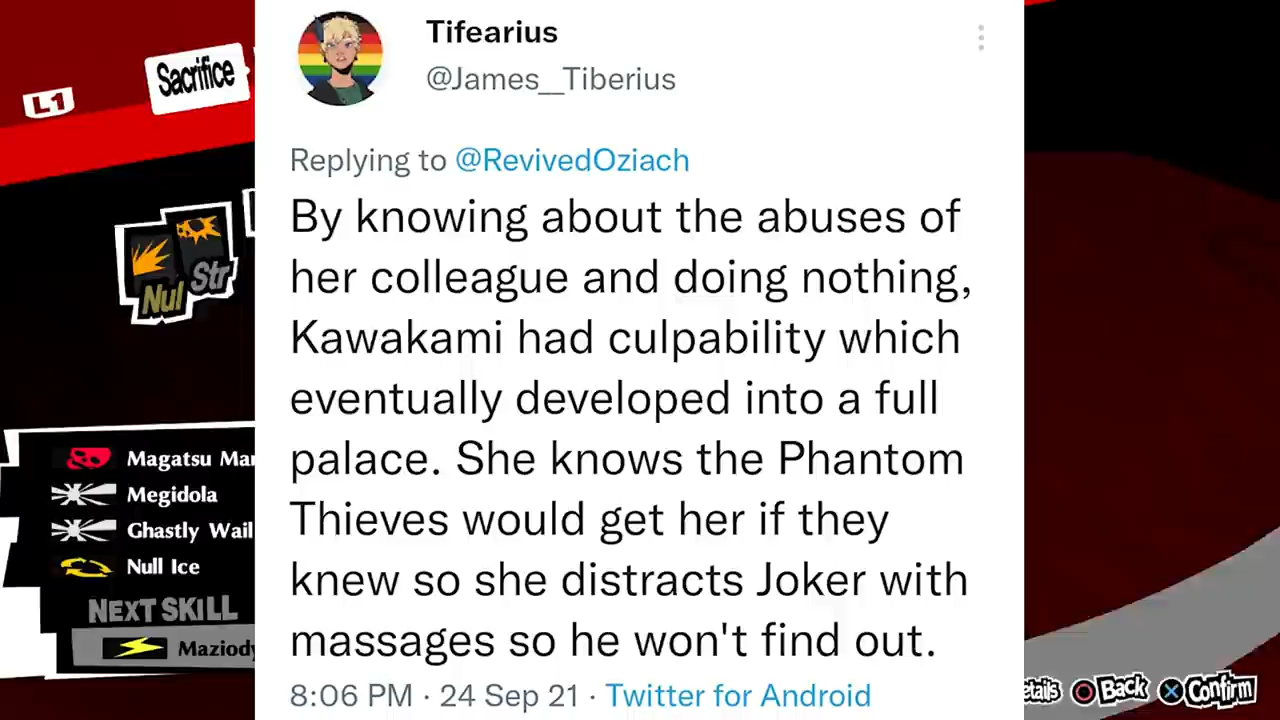 L1
Sacrifice
Nul
Str
Magatsu Ma
Megidola
Ghastly Wail
Null Ice
NEXT SKILL
Maziody
Tifearius
@James__Tiberius
Replying to @RevivedOziach
By knowing about the abuses of
her colleague and doing nothing,
Kawakami had culpability which
eventually developed into a full
palace. She knows the Phantom
Thieves would get her if they
knew so she distracts Joker with
massages so he won't find out.
8:06 PM · 24 Sep 21 · Twitter for Android
etails
Back
Confirm